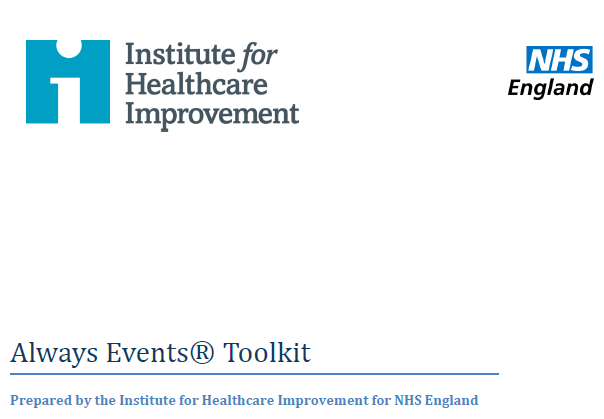 Institute for
Healthcare
Improvement
NHS
England
Always Events® Toolkit
Prepared by the Institute for Healthcare Improvement for NHS England